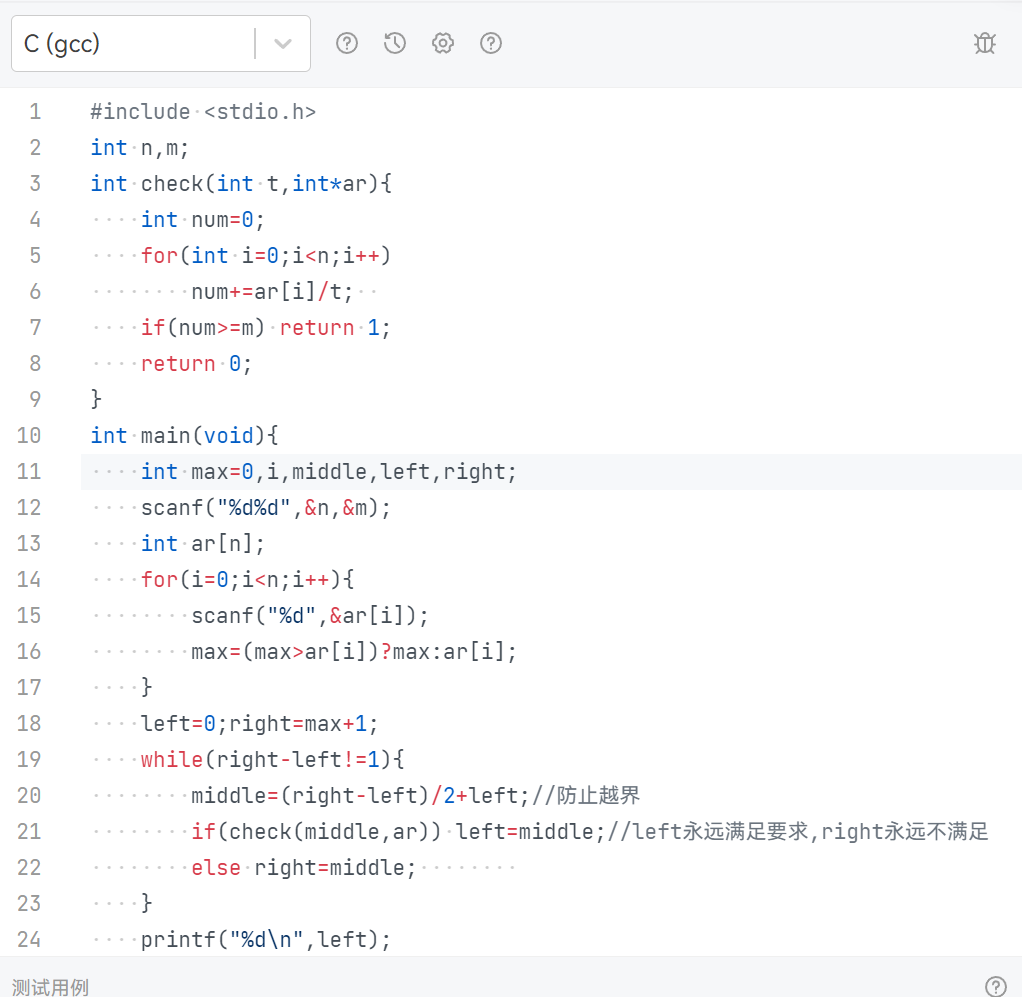 C (gcc)
1 #include <stdio.h>
2 int n,m;
3 int check(int t,int*ar){
4     int num=0;
5     for(int i=0;i<n;i++)
6         num+=ar[i]/t;
7     if(num>=m) return 1;
8     return 0;
9 }
10 int main(void){
11     int max=0,i,middle,left,right;
12     scanf("%d%d",&n,&m);
13     int ar[n];
14     for(i=0;i<n;i++){
15         scanf("%d",&ar[i]);
16         max=(max>ar[i])?max:ar[i];
17     }
18     left=0;right=max+1;
19     while(right-left!=1){
20         middle=(right-left)/2+left;//防止越界
21         if(check(middle,ar)) left=middle;//left永远满足要求,right永远不满足
22         else right=middle;
23     }
24     printf("%d\n",left);
测试用例